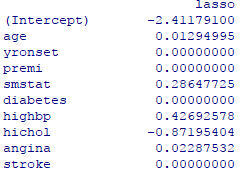 lasso
(Intercept) -2.41179100
age 0.01294995
yronset 0.00000000
premi 0.00000000
smstat 0.28647725
diabetes 0.00000000
highbp 0.42692578
hichol -0.87195404
angina 0.02287532
stroke 0.00000000